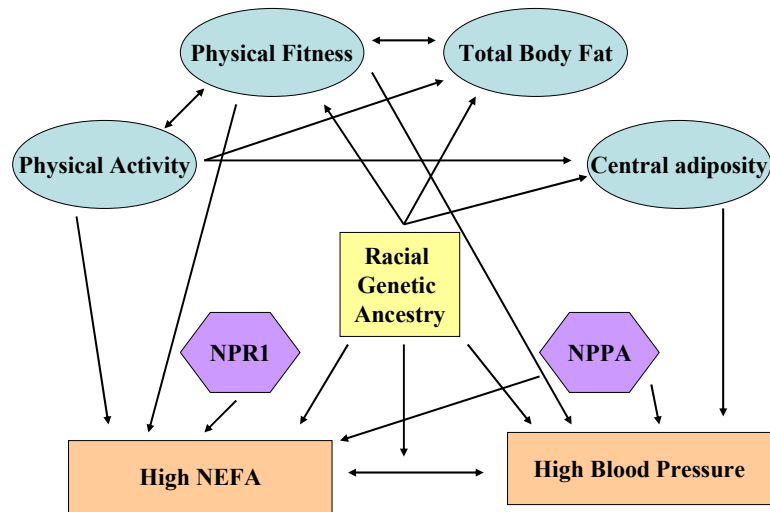 Physical Fitness
Total Body Fat
Physical Activity
Central adiposity
Racial
Genetic
Ancestry
NPR1
NPPA
High NEFA
High Blood Pressure